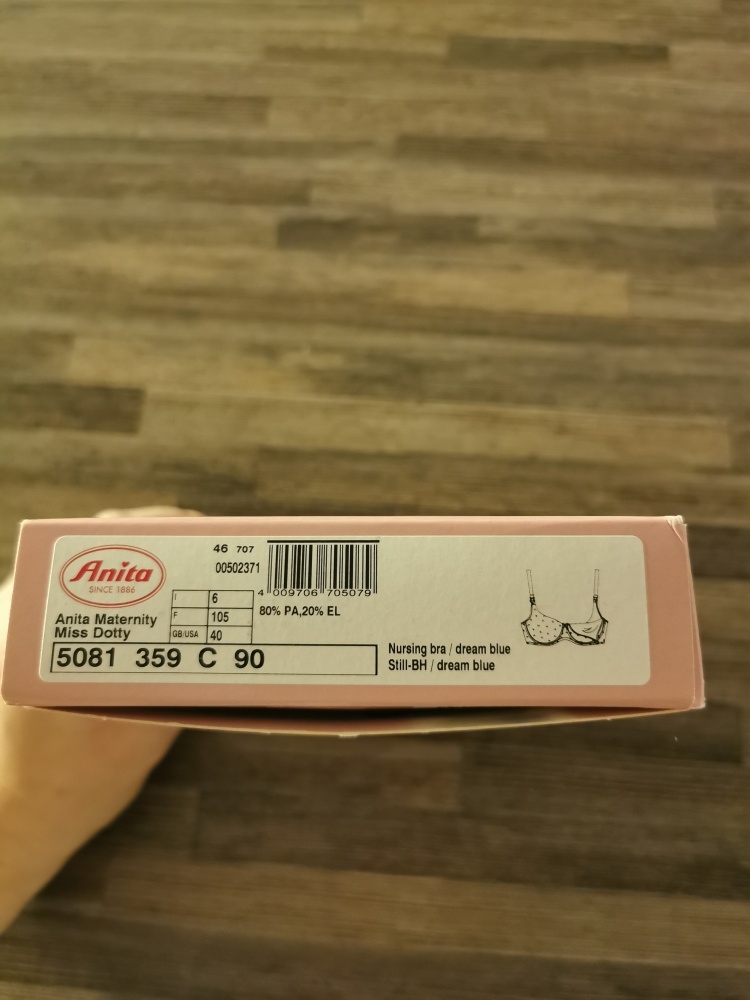 Anita
SINCE 1886
Anita Maternity
Miss Dotty
46 707
00502371
4 009706 705079
I 6
F 105
GB/USA 40
80% PA,20% EL
5081 359 C 90
Nursing bra / dream blue
Still-BH / dream blue